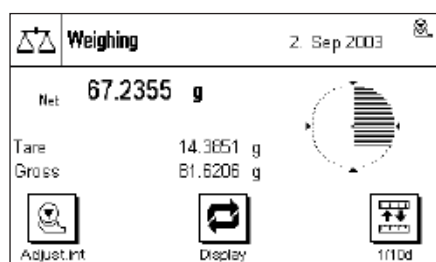 Weighing 2. Sep 2003
Net 67.2355 g
Tare 14.3851 g
Gross 81.6206 g
Adjust.int Display 1/10d